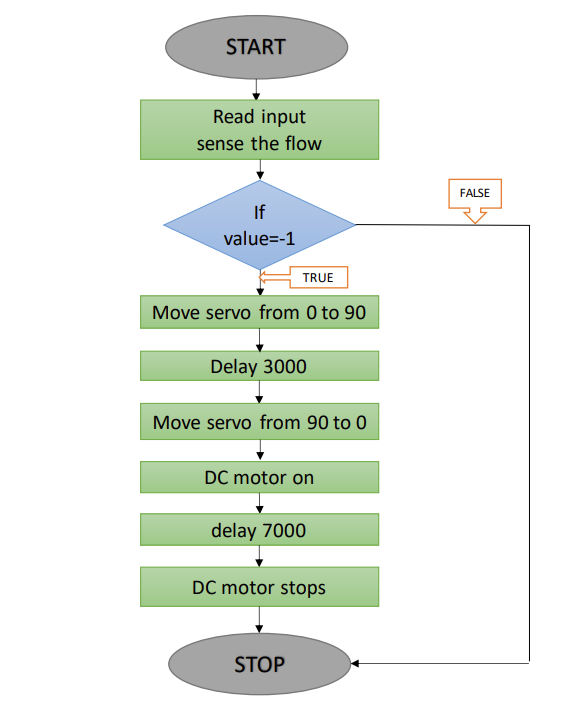 START
Read input
sense the flow
If
value=-1
FALSE
TRUE
Move servo from 0 to 90
Delay 3000
Move servo from 90 to 0
DC motor on
delay 7000
DC motor stops
STOP